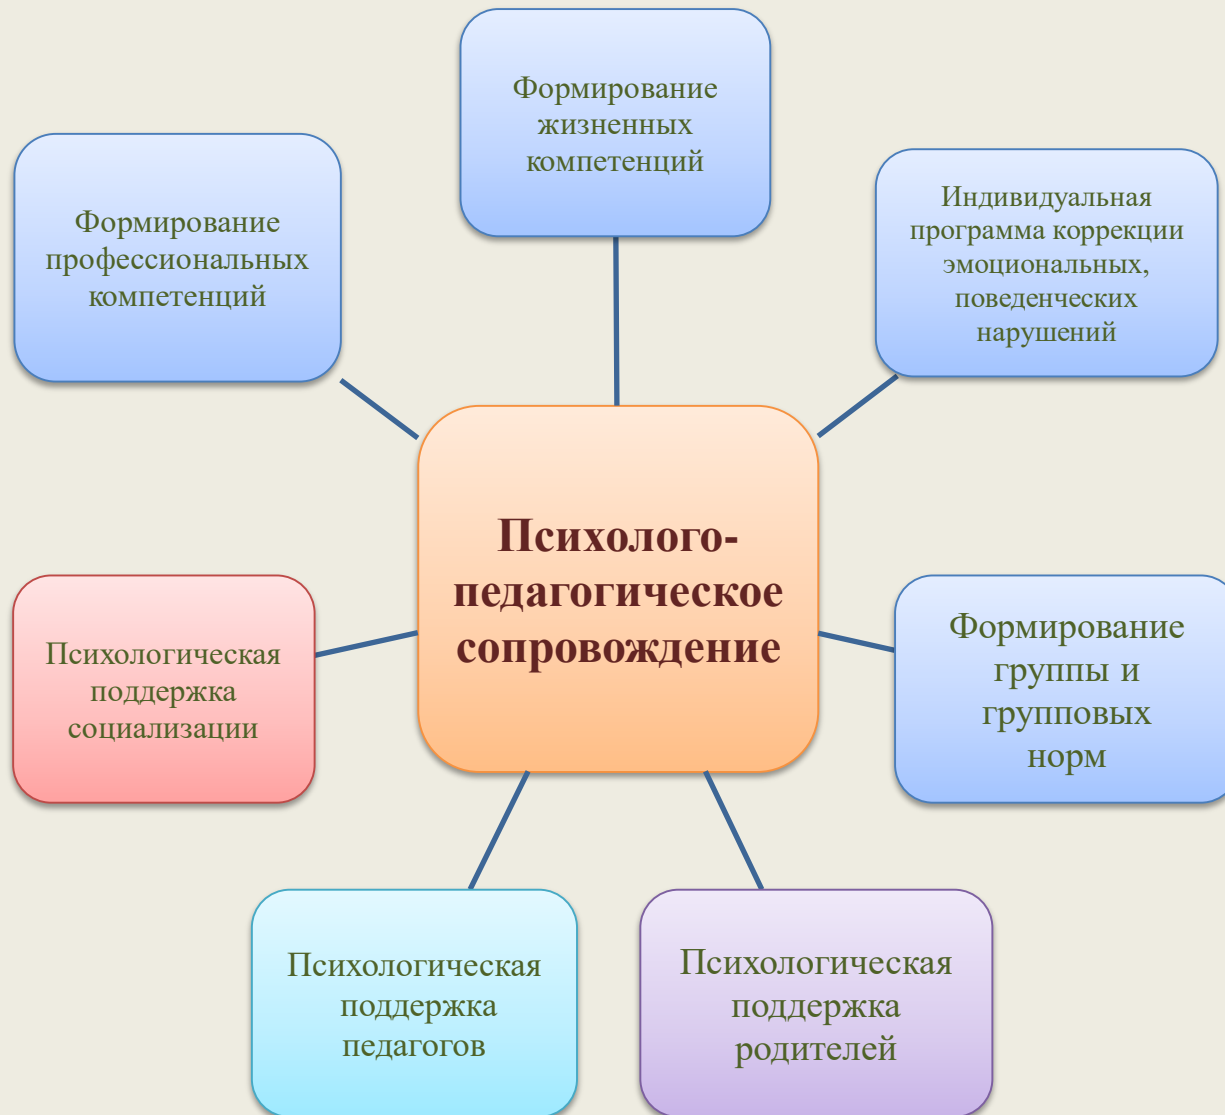 Формирование
жизненных
компетенций
Формирование
профессиональных
компетенций
Индивидуальная
программа коррекции
эмоциональных,
поведенческих
нарушений
Психолого-
педагогическое
сопровождение
Психологическая
поддержка
социализации
Формирование
группы и
групповых
норм
Психологическая
поддержка
педагогов
Психологическая
поддержка
родителей